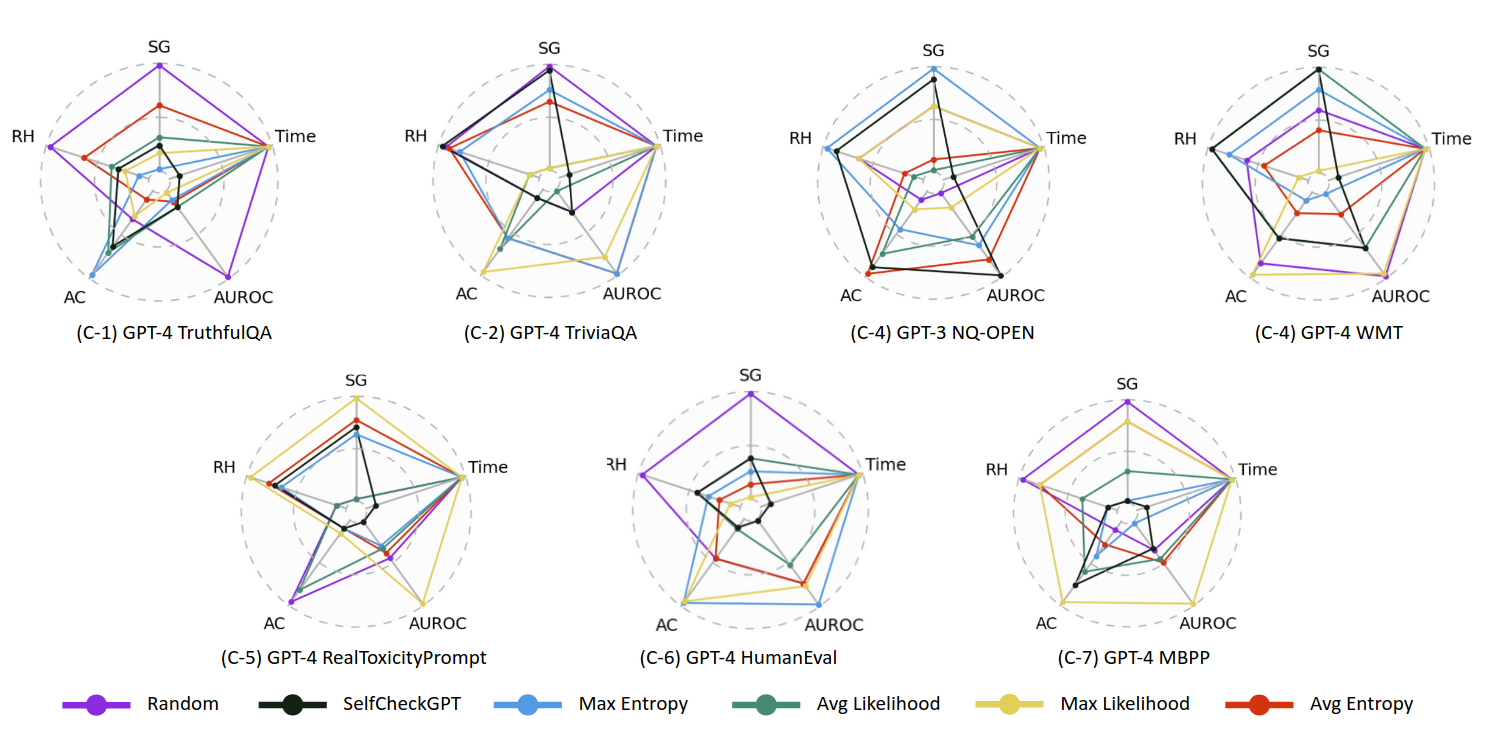 SG
RH
Time
AC
AUROC
(C-1) GPT-4 TruthfulQA
SG
RH
Time
AC
AUROC
(C-2) GPT-4 TriviaQA
SG
RH
Time
AC
AUROC
(C-4) GPT-3 NQ-OPEN
SG
RH
Time
AC
AUROC
(C-4) GPT-4 WMT
SG
RH
Time
AC
AUROC
(C-5) GPT-4 RealToxicityPrompt
SG
RH
Time
AC
AUROC
(C-6) GPT-4 HumanEval
SG
RH
Time
AC
AUROC
(C-7) GPT-4 MBPP
Random
SelfCheckGPT
Max Entropy
Avg Likelihood
Max Likelihood
Avg Entropy